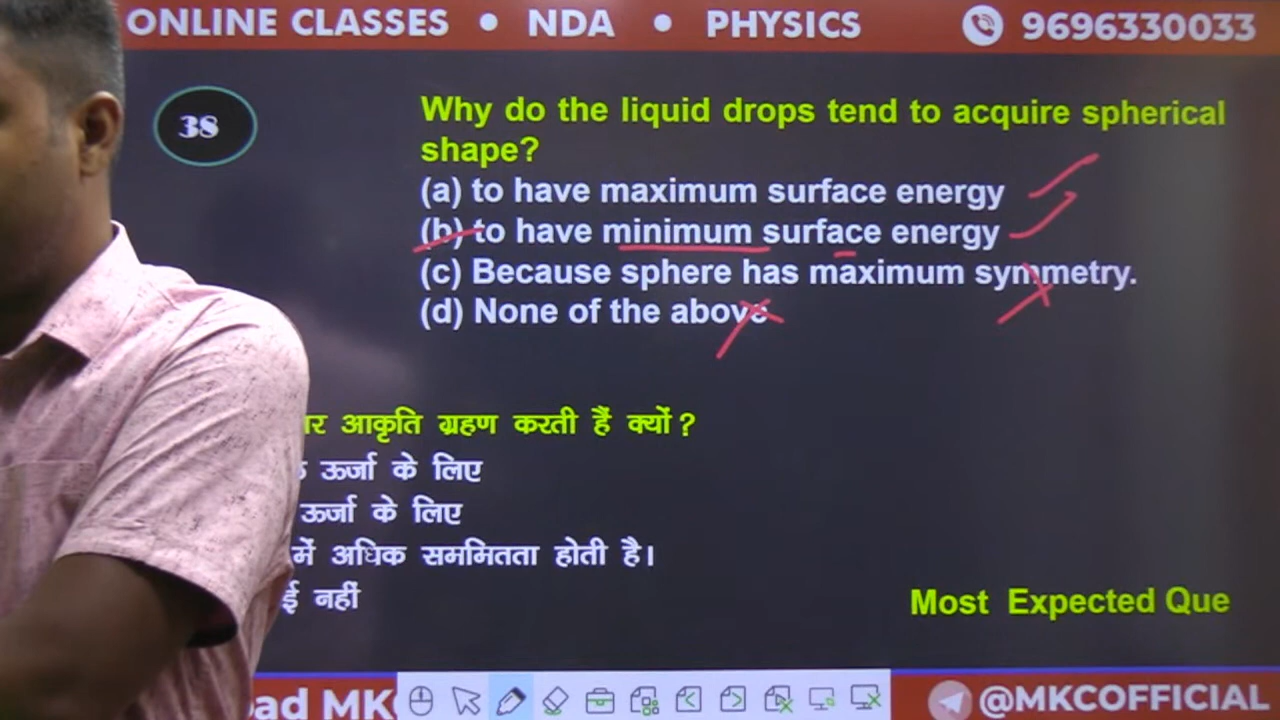 ONLINE CLASSES • NDA • PHYSICS 9696330033
38
Why do the liquid drops tend to acquire spherical
shape?
(a) to have maximum surface energy
(b) to have minimum surface energy
(c) Because sphere has maximum symmetry.
(d) None of the above
आकृति ग्रहण करती हैं क्यों?
ऊर्जा के लिए
ऊर्जा के लिए
में अधिक सममितता होती है।
नहीं
Most Expected Que
@MKCOFFICIAL